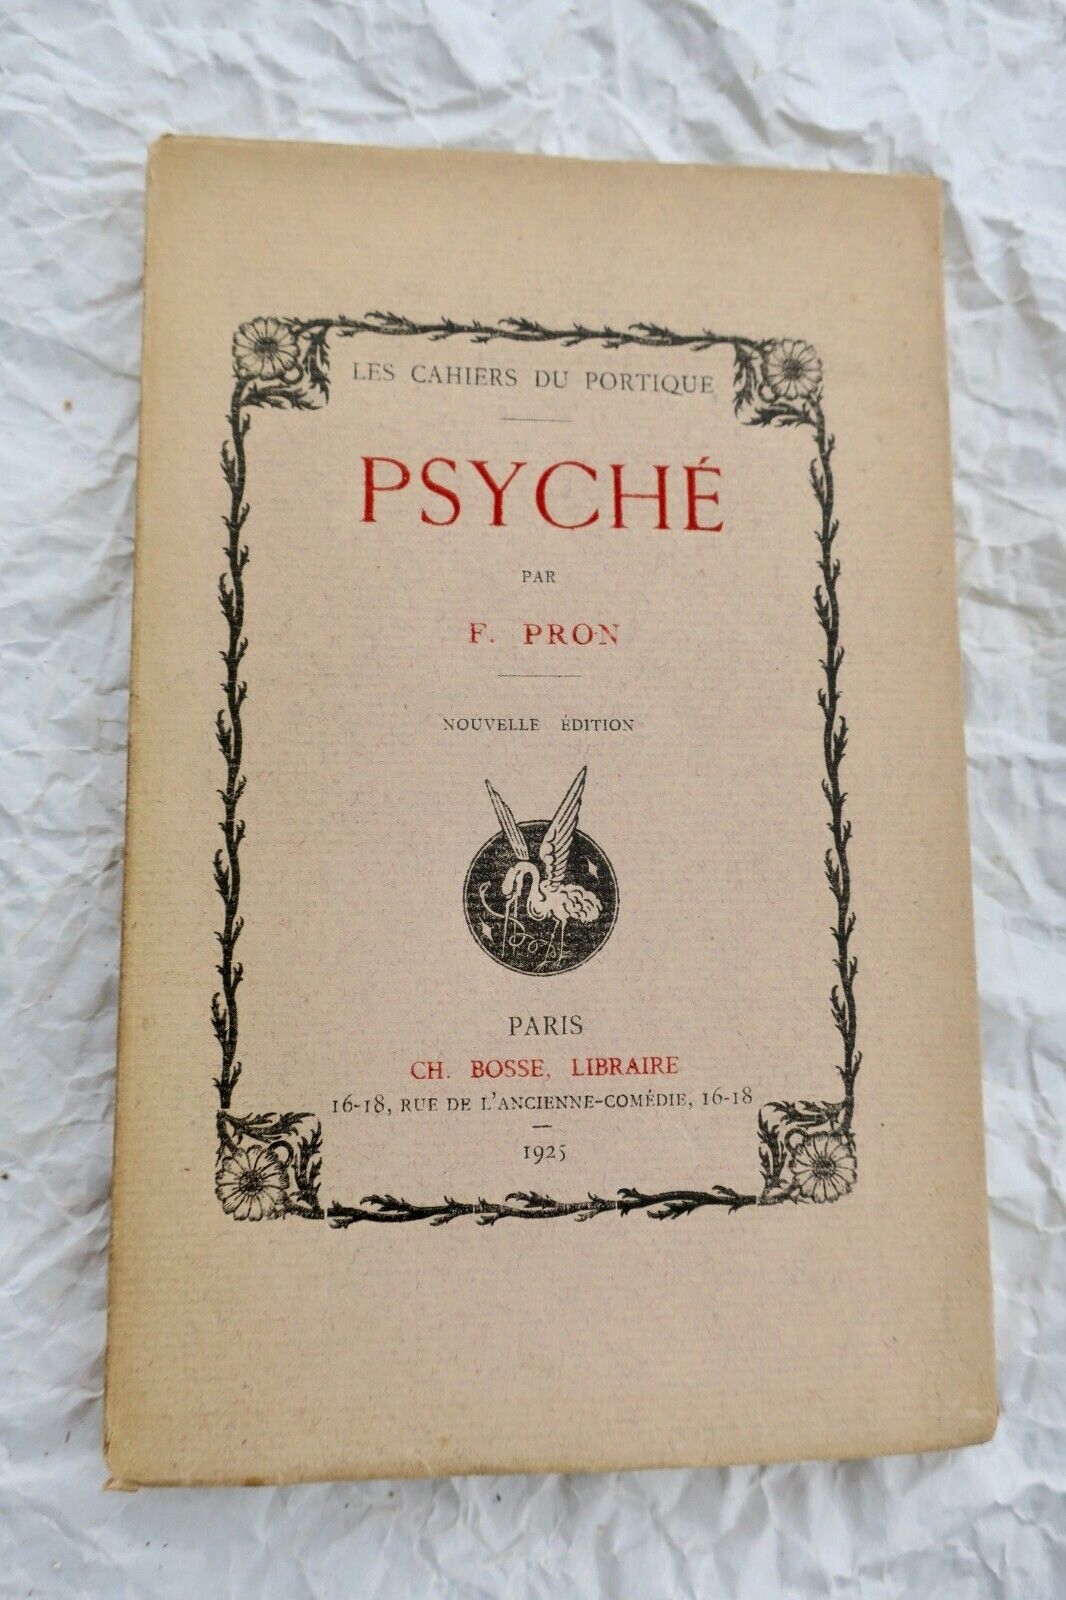 LES CAHIERS DU PORTIQUE
PSYCHÉ
PAR
F. PRON
NOUVELLE ÉDITION
PARIS
CH. BOSSE, LIBRAIRE
16-18, RUE DE L'ANCIENNE-COMÉDIE, 16-18
1925